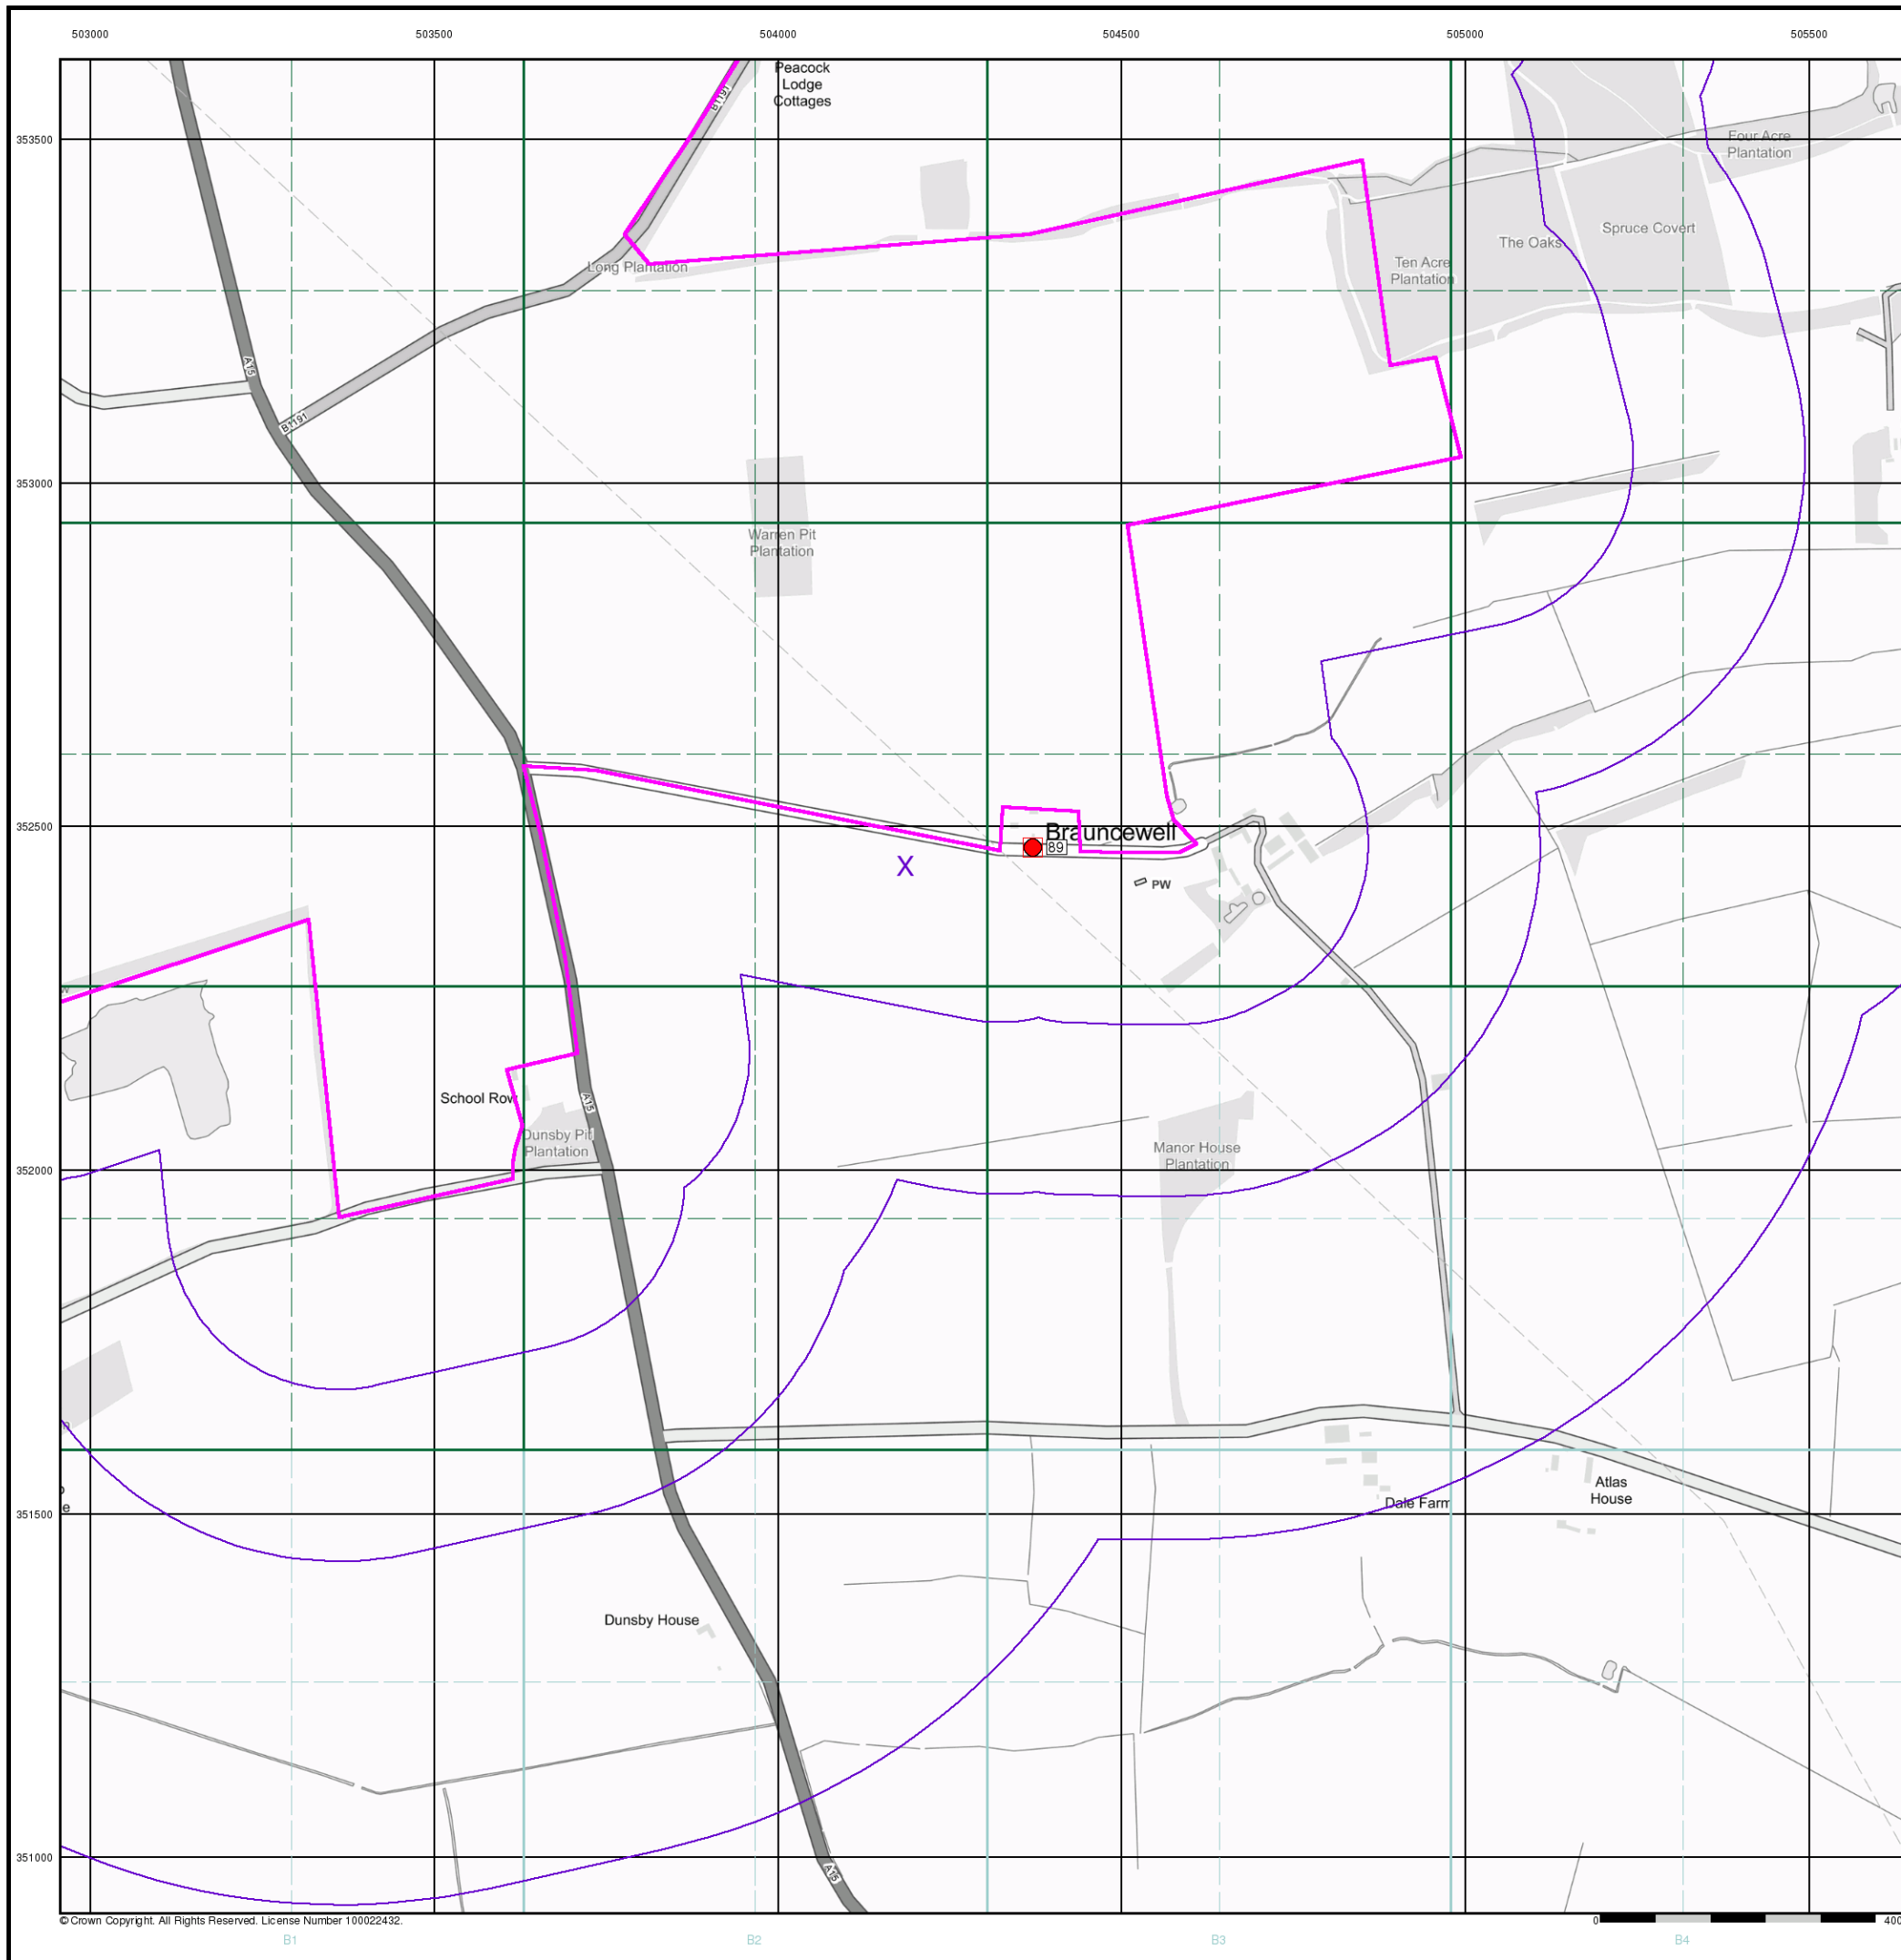 503000
503500
504000
504500
505000
505500
Peacock
Lodge
Cottages
B1191
353500
Four Acre
Plantation
Spruce Covert
The Oaks
Ten Acre
Plantation
Long Plantation
A15
B1191
353000
Warren Pit
Plantation
352500
Brauncewell
89
X
PW
School Row
A15
Dunsby Pit
Plantation
Manor House
Plantation
352000
351500
Dale Farm
Atlas
House
Dunsby House
351000
A15
© Crown Copyright. All Rights Reserved. License Number 100022432.
0
400
B1
B2
B3
B4